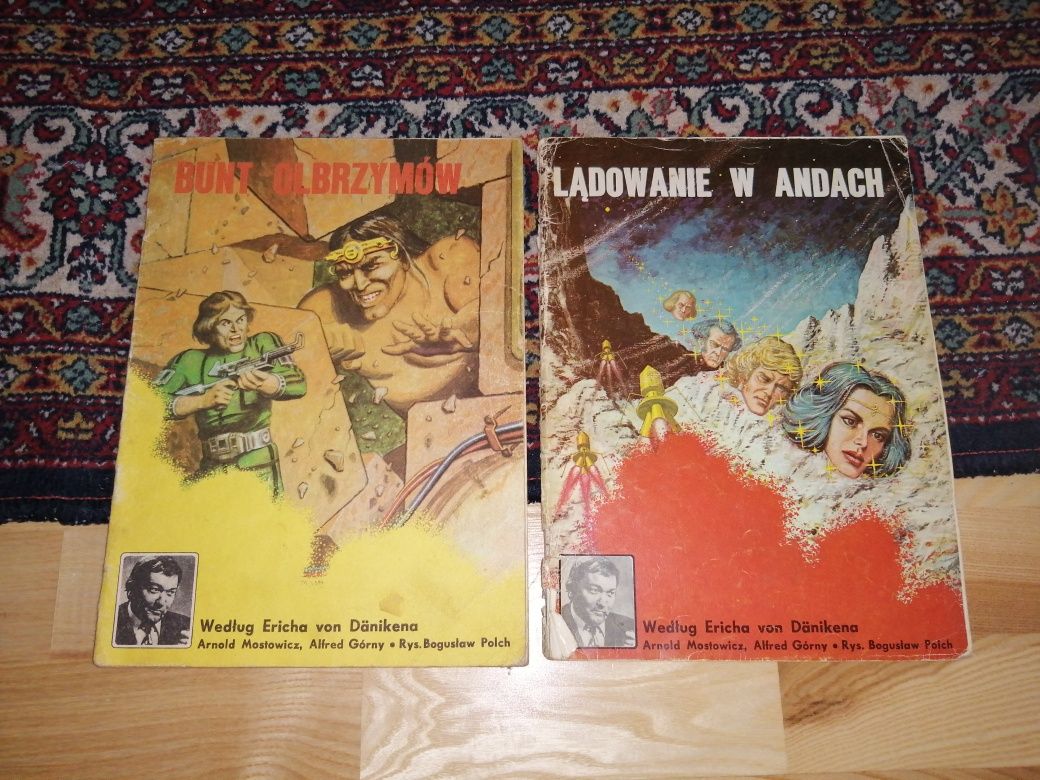 BUNT OLBRZYMÓW
Według Ericha von Dänikena
Arnold Mostowicz, Alfred Górny • Rys. Bogusław Polch
LĄDOWANIE W ANDACH
Według Ericha von Dänikena
Arnold Mostowicz, Alfred Górny • Rys. Bogusław Polch